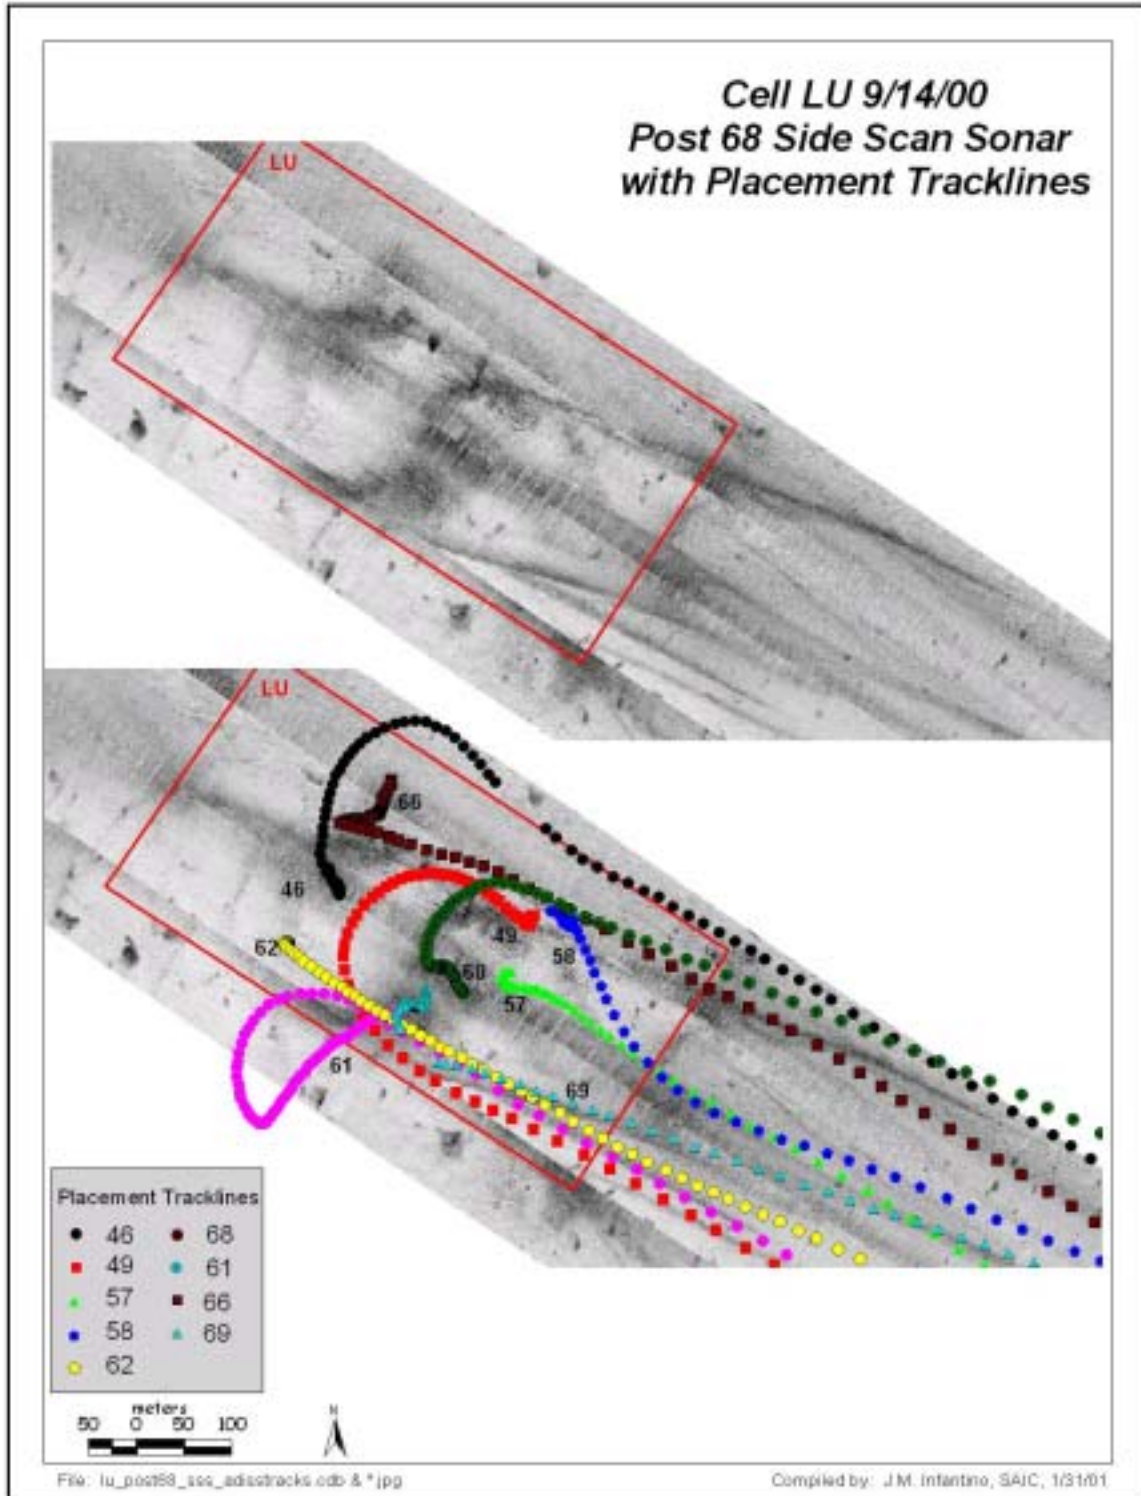 Cell LU 9/14/00
Post 68 Side Scan Sonar
with Placement Tracklines
LU
LU
66
46
49
62
58
60
57
61
69
Placement Tracklines
46 68
49 61
57 66
58 69
62
meters
50 0 50 100
N
File: lu_post68_sss_adisstracks.cdb & *.jpg
Compiled by: J.M. Infantino, SAIC, 1/31/01